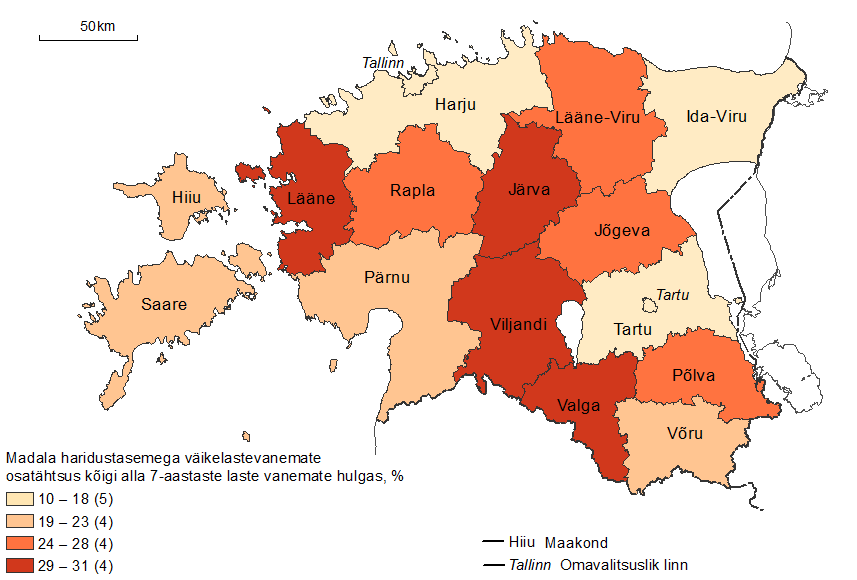 50km
Tallinn
Harju
Lääne-Viru
Ida-Viru
Hiiu
Lääne
Rapla
Järva
Jõgeva
Saare
Pärnu
Viljandi
Tartu
Tartu
Põlva
Valga
Võru
Madala haridustasemega väikelastevanemate
osatähtsus kõigi alla 7-aastaste laste vanemate hulgas, %
10 – 18 (5)
19 – 23 (4)
24 – 28 (4)
29 – 31 (4)
Hiiu Maakond
Tallinn Omavalitsuslik linn